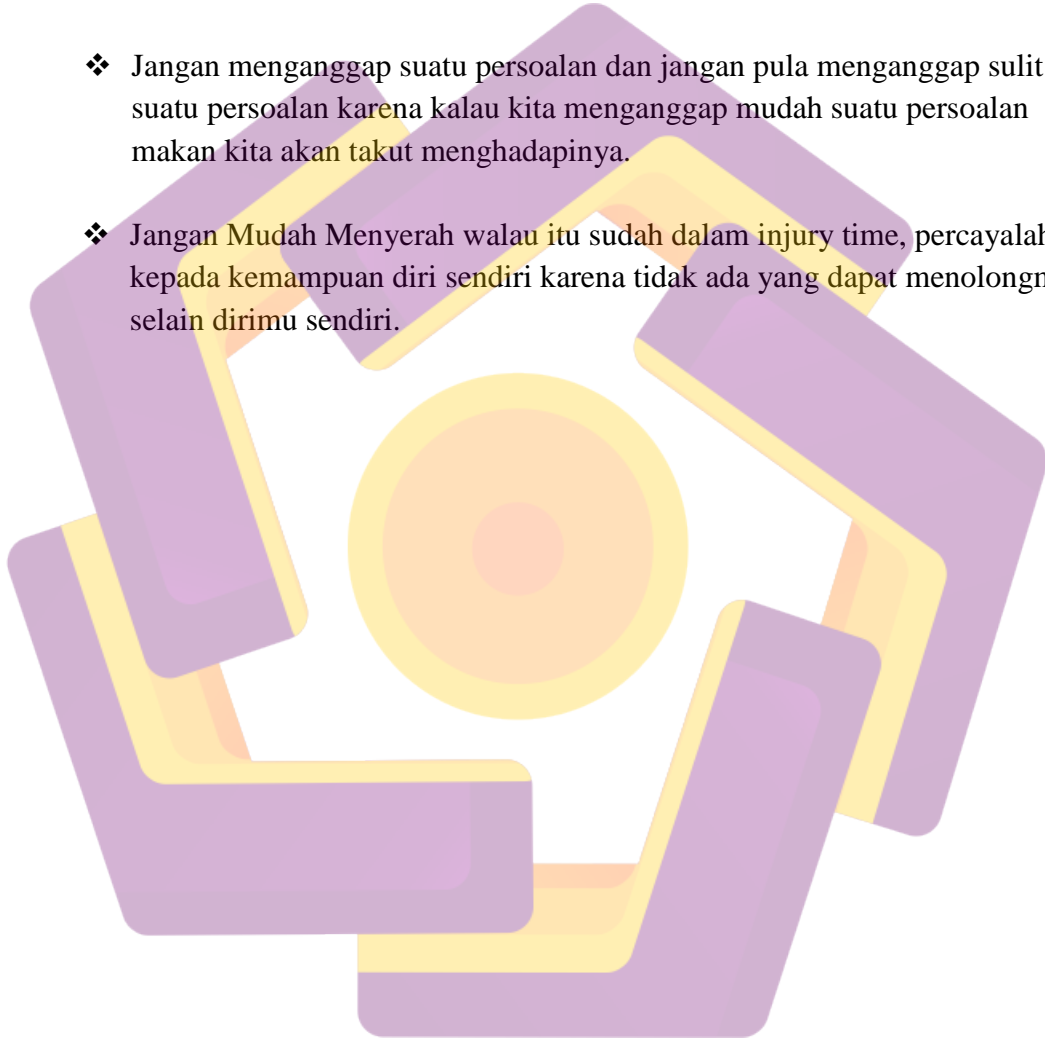 ❖ Jangan menganggap suatu persoalan dan jangan pula menganggap sulit
suatu persoalan karena kalau kita menganggap mudah suatu persoalan
makan kita akan takut menghadapinya.
❖ Jangan Mudah Menyerah walau itu sudah dalam injury time, percayalah
kepada kemampuan diri sendiri karena tidak ada yang dapat
selain dirimu sendiri.